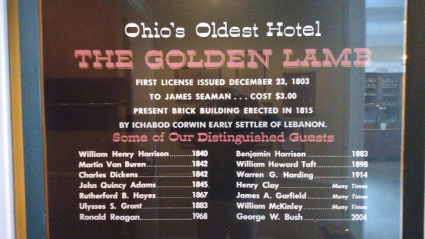 Ohio's Oldest Hotel
THE GOLDEN LAMB
FIRST LICENSE ISSUED DECEMBER 23, 1803
TO JAMES SEAMAN . . . COST $3.00
PRESENT BRICK BUILDING ERECTED IN 1815
BY ICHABOD CORWIN EARLY SETTLER OF LEBANON.
Some of Our Distinguished Guests
William Henry Harrison 1840
Martin Van Buren 1842
Charles Dickens 1842
John Quincy Adams 1845
Rutherford B. Hayes 1867
Ulysses S. Grant 1883
Ronald Reagan 1968
Benjamin Harrison 1883
William Howard Taft 1898
Warren G. Harding 1914
Henry Clay Many Times
James A. Garfield Many Times
William McKinley Many Times
George W. Bush 2004